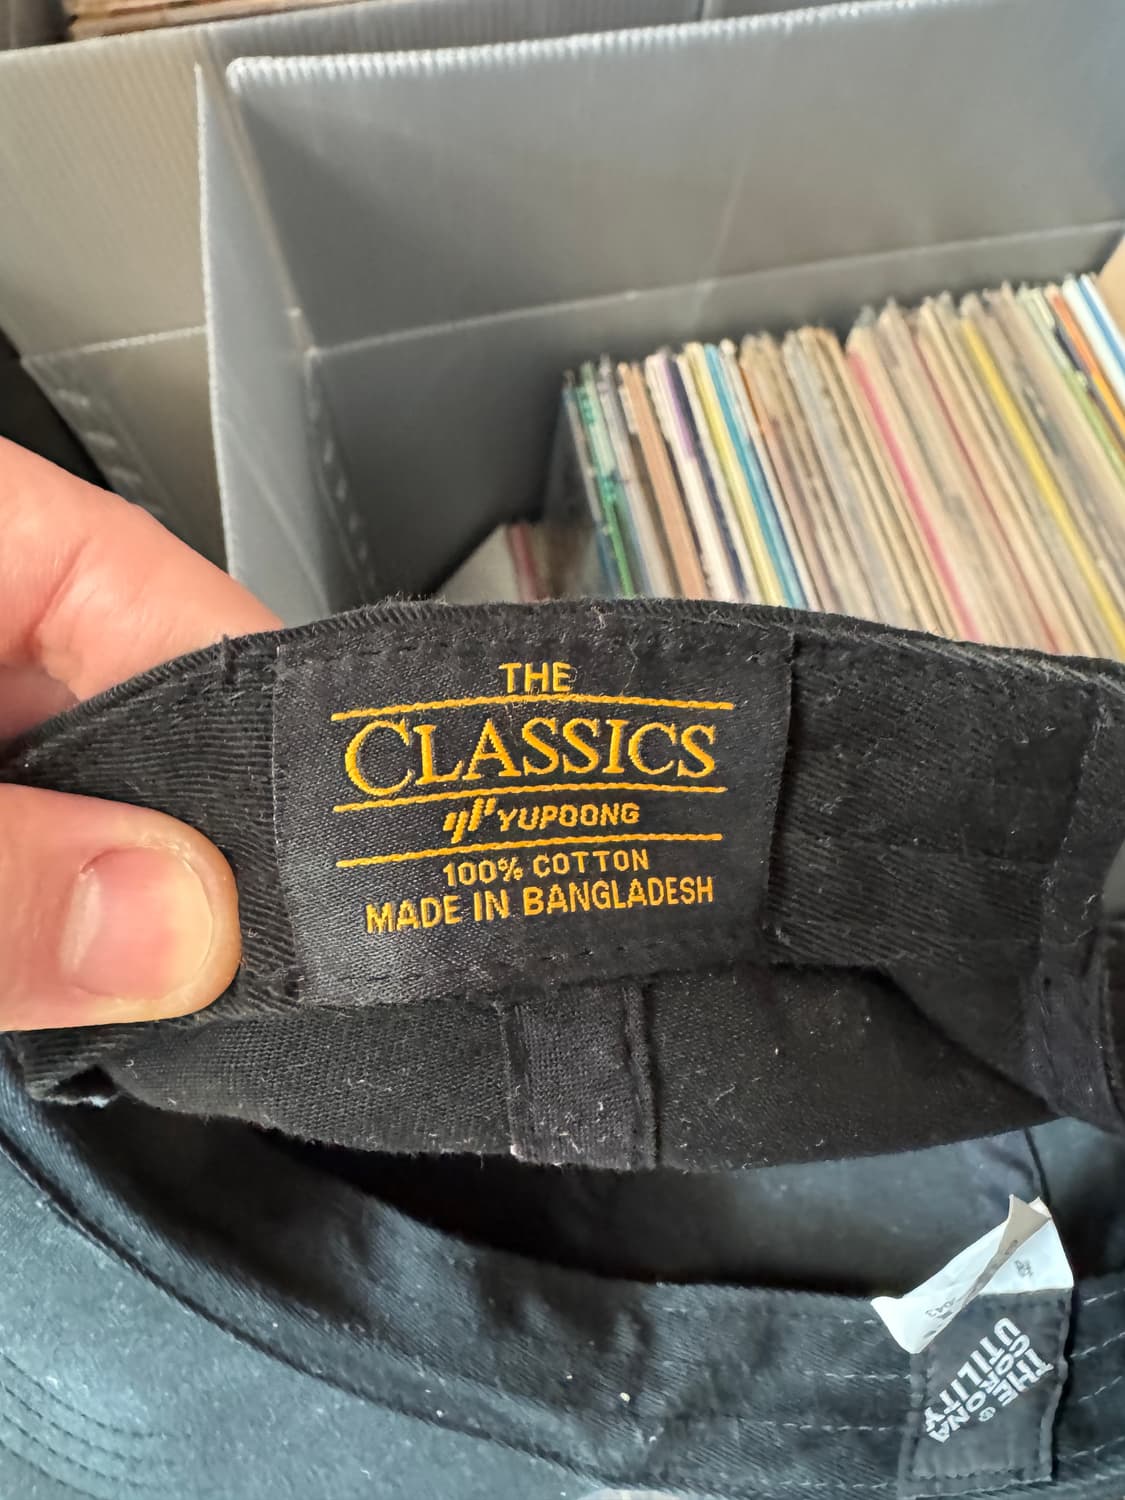 THE
CLASSICS
YUPOONG
100% COTTON
MADE IN BANGLADESH
THE
CORONA
UTILITY